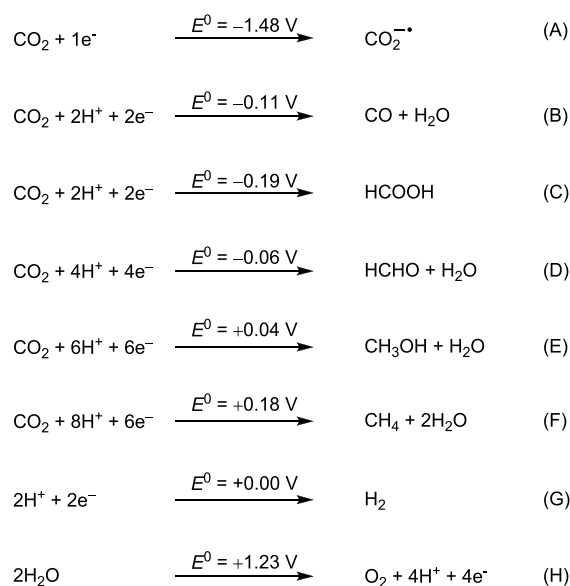 CO₂ + 1e⁻ E⁰ = −1.48 V CO₂⁻• (A)
CO₂ + 2H⁺ + 2e⁻ E⁰ = −0.11 V CO + H₂O (B)
CO₂ + 2H⁺ + 2e⁻ E⁰ = −0.19 V HCOOH (C)
CO₂ + 4H⁺ + 4e⁻ E⁰ = −0.06 V HCHO + H₂O (D)
CO₂ + 6H⁺ + 6e⁻ E⁰ = +0.04 V CH₃OH + H₂O (E)
CO₂ + 8H⁺ + 6e⁻ E⁰ = +0.18 V CH₄ + 2H₂O (F)
2H⁺ + 2e⁻ E⁰ = +0.00 V H₂ (G)
2H₂O E⁰ = +1.23 V O₂ + 4H⁺ + 4e⁻ (H)